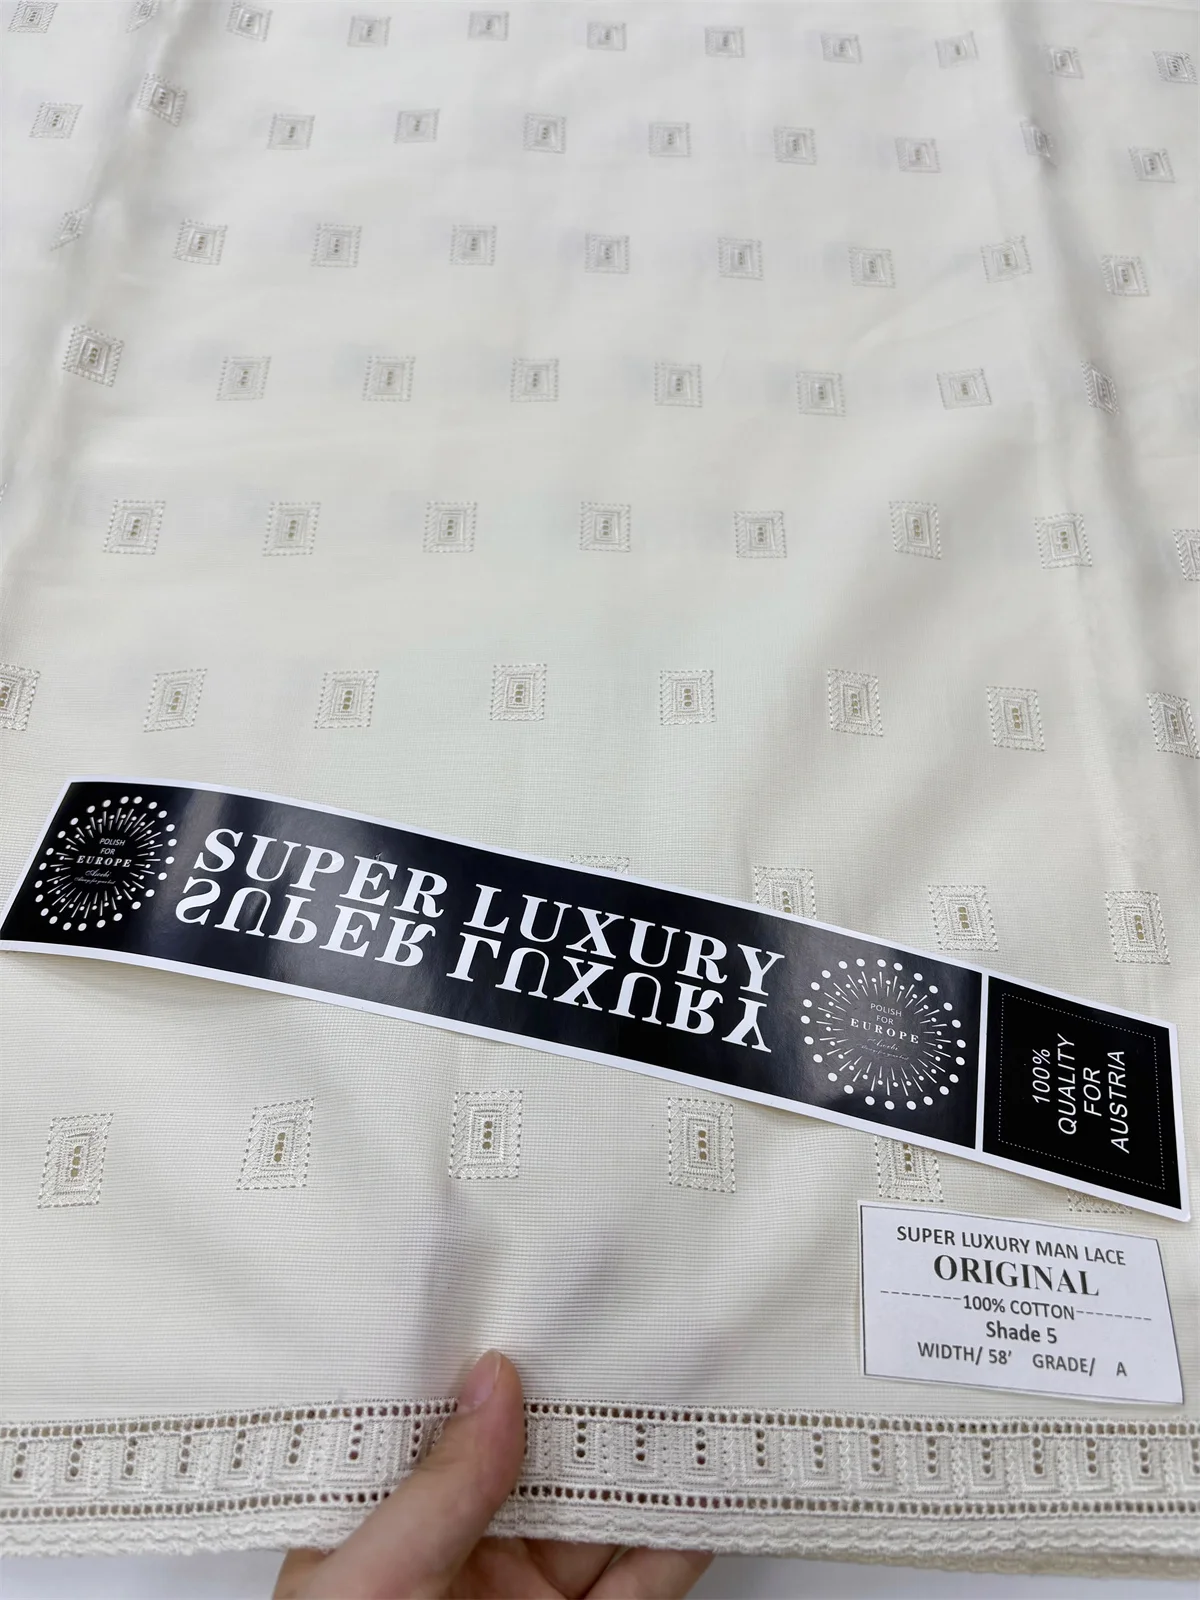 POLISH
FOR
EUROPE
SUPER LUXURY
SUPER LUXURY
POLISH
FOR
EUROPE
100%
QUALITY
FOR
AUSTRIA
SUPER LUXURY MAN LACE
ORIGINAL
--------100% COTTON--------
Shade 5
WIDTH/ 58' GRADE/ A